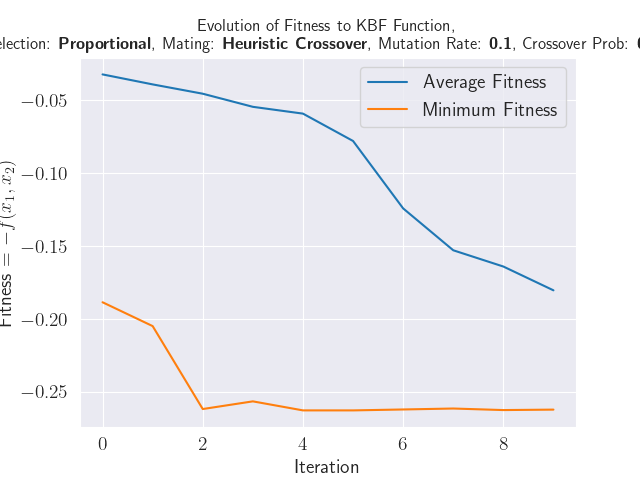 Evolution of Fitness to KBF Function,
Proportional, Mating: Heuristic Crossover, Mutation Rate: 0.1, Crossover Prob:
Average Fitness
Minimum Fitness
−0.05
−0.10
−0.15
−0.20
−0.25
Fitness = −f(x₁, x₂)
0 2 4 6 8
Iteration